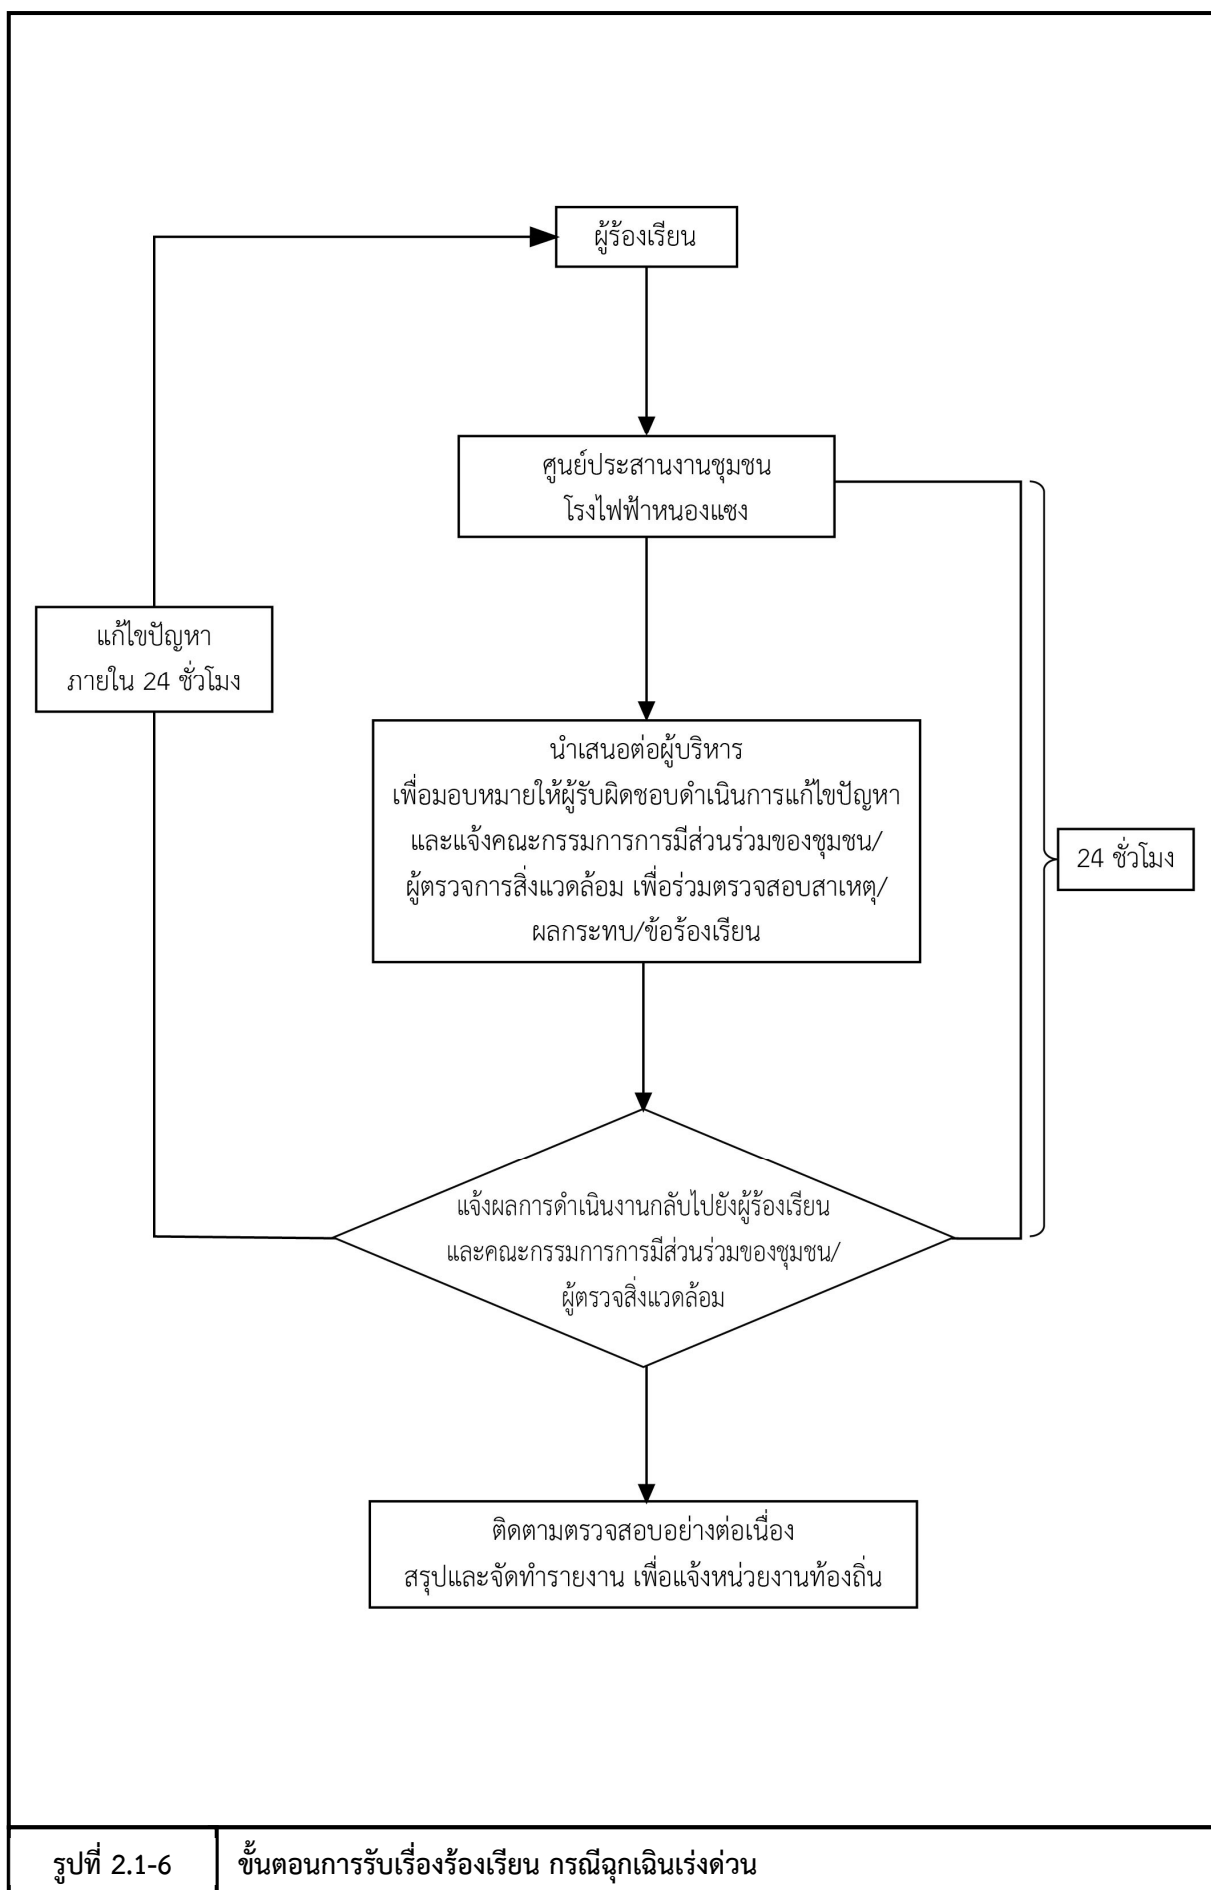 ผู้ร้องเรียน
ศูนย์ประสานงานชุมชน
โรงไฟฟ้าหนองแซง
แก้ไขปัญหา
ภายใน 24 ชั่วโมง
นำเสนอต่อผู้บริหาร
เพื่อมอบหมายให้ผู้รับผิดชอบดำเนินการแก้ไขปัญหา
และแจ้งคณะกรรมการการมีส่วนร่วมของชุมชน/
ผู้ตรวจการสิ่งแวดล้อม เพื่อร่วมตรวจสอบสาเหตุ/
ผลกระทบ/ข้อร้องเรียน
24 ชั่วโมง
แจ้งผลการดำเนินงานกลับไปยังผู้ร้องเรียน
และคณะกรรมการการมีส่วนร่วมของชุมชน/
ผู้ตรวจสิ่งแวดล้อม
ติดตามตรวจสอบอย่างต่อเนื่อง
สรุปและจัดทำรายงาน เพื่อแจ้งหน่วยงานท้องถิ่น
รูปที่ 2.1-6
ขั้นตอนการรับเรื่องร้องเรียน กรณีฉุกเฉินเร่งด่วน